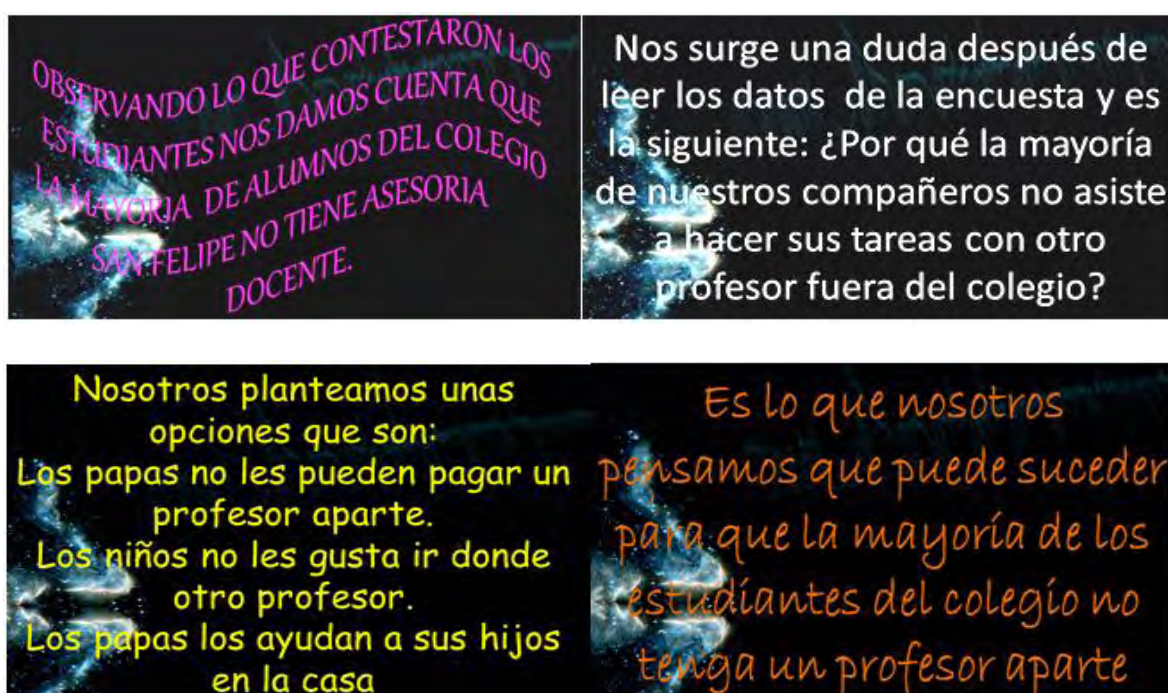 OBSERVANDO LO QUE CONTESTARON LOS
ESTUDIANTES NOS DAMOS CUENTA QUE
LA MAYORIA DE ALUMNOS DEL COLEGIO
SAN FELIPE NO TIENE ASESORIA
DOCENTE.
Nos surge una duda después de
leer los datos de la encuesta y es
la siguiente: ¿Por qué la mayoría
de nuestros compañeros no asiste
a hacer sus tareas con otro
profesor fuera del colegio?
Nosotros planteamos unas
opciones que son:
Los papas no les pueden pagar un
profesor aparte.
Los niños no les gusta ir donde
otro profesor.
Los papas los ayudan a sus hijos
en la casa
Es lo que nosotros
pensamos que puede suceder
para que la mayoría de los
estudiantes del colegio no
tenga un profesor aparte